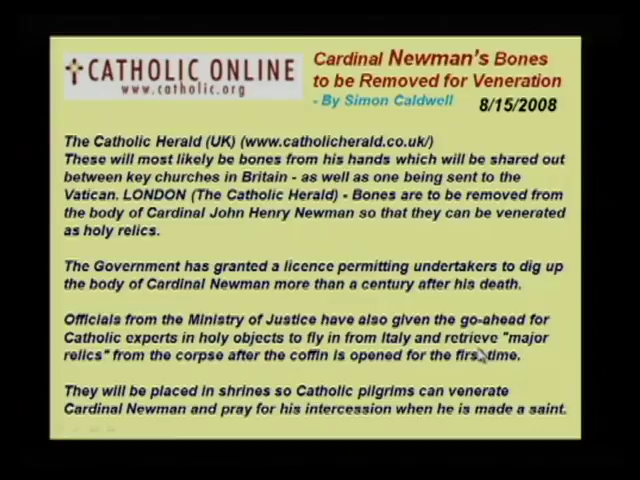 CATHOLIC ONLINE
www.catholic.org
Cardinal Newman's Bones
to be Removed for Veneration
- By Simon Caldwell 8/15/2008
The Catholic Herald (UK) (www.catholicherald.co.uk/)
These will most likely be bones from his hands which will be shared out
between key churches in Britain - as well as one being sent to the
Vatican. LONDON (The Catholic Herald) - Bones are to be removed from
the body of Cardinal John Henry Newman so that they can be venerated
as holy relics.
The Government has granted a licence permitting undertakers to dig up
the body of Cardinal Newman more than a century after his death.
Officials from the Ministry of Justice have also given the go-ahead for
Catholic experts in holy objects to fly in from Italy and retrieve "major
relics" from the corpse after the coffin is opened for the first time.
They will be placed in shrines so Catholic pilgrims can venerate
Cardinal Newman and pray for his intercession when he is made a saint.